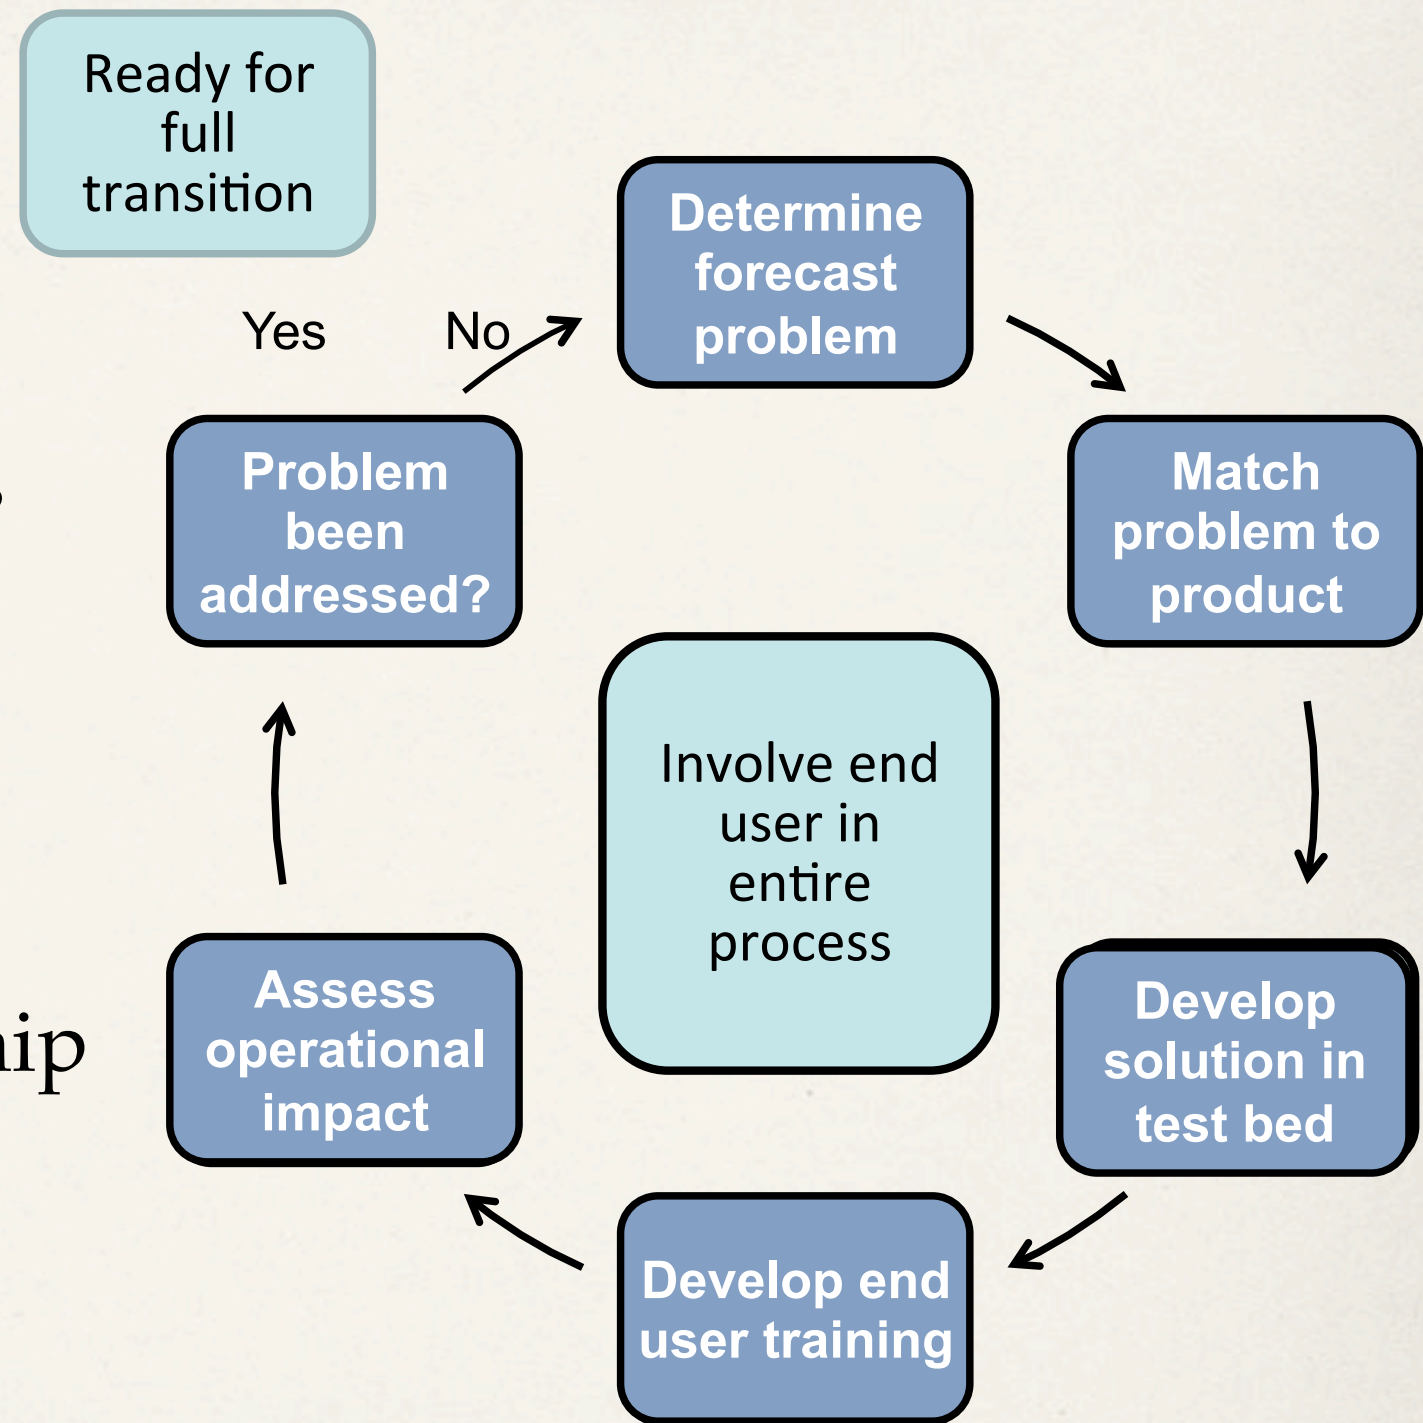 Ready for
full
transition
Determine
forecast
problem
Yes
No
Problem
been
addressed?
Match
problem to
product
Involve end
user in
entire
process
Assess
operational
impact
Develop
solution in
test bed
Develop end
user training